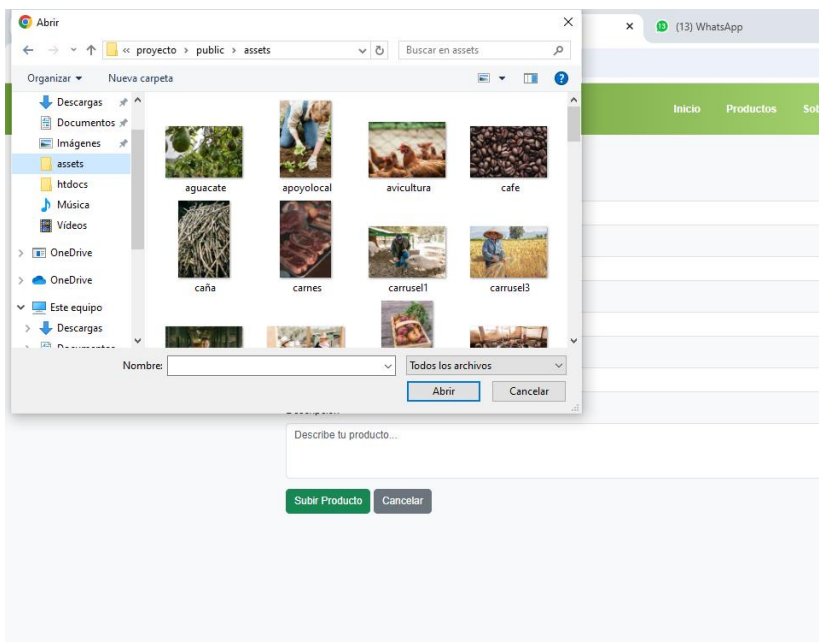 Abrir
(13) WhatsApp
« proyecto > public > assets
Buscar en assets
Organizar
Nueva carpeta
Inicio
Productos
Descargas
Documentos
Imágenes
assets
htdocs
Música
Vídeos
OneDrive
OneDrive
Este equipo
Descargas
aguacate
apoyolocal
avicultura
cafe
caña
carnes
carrusel1
carrusel3
Nombre:
Todos los archivos
Abrir
Cancelar
Describe tu producto...
Subir Producto
Cancelar